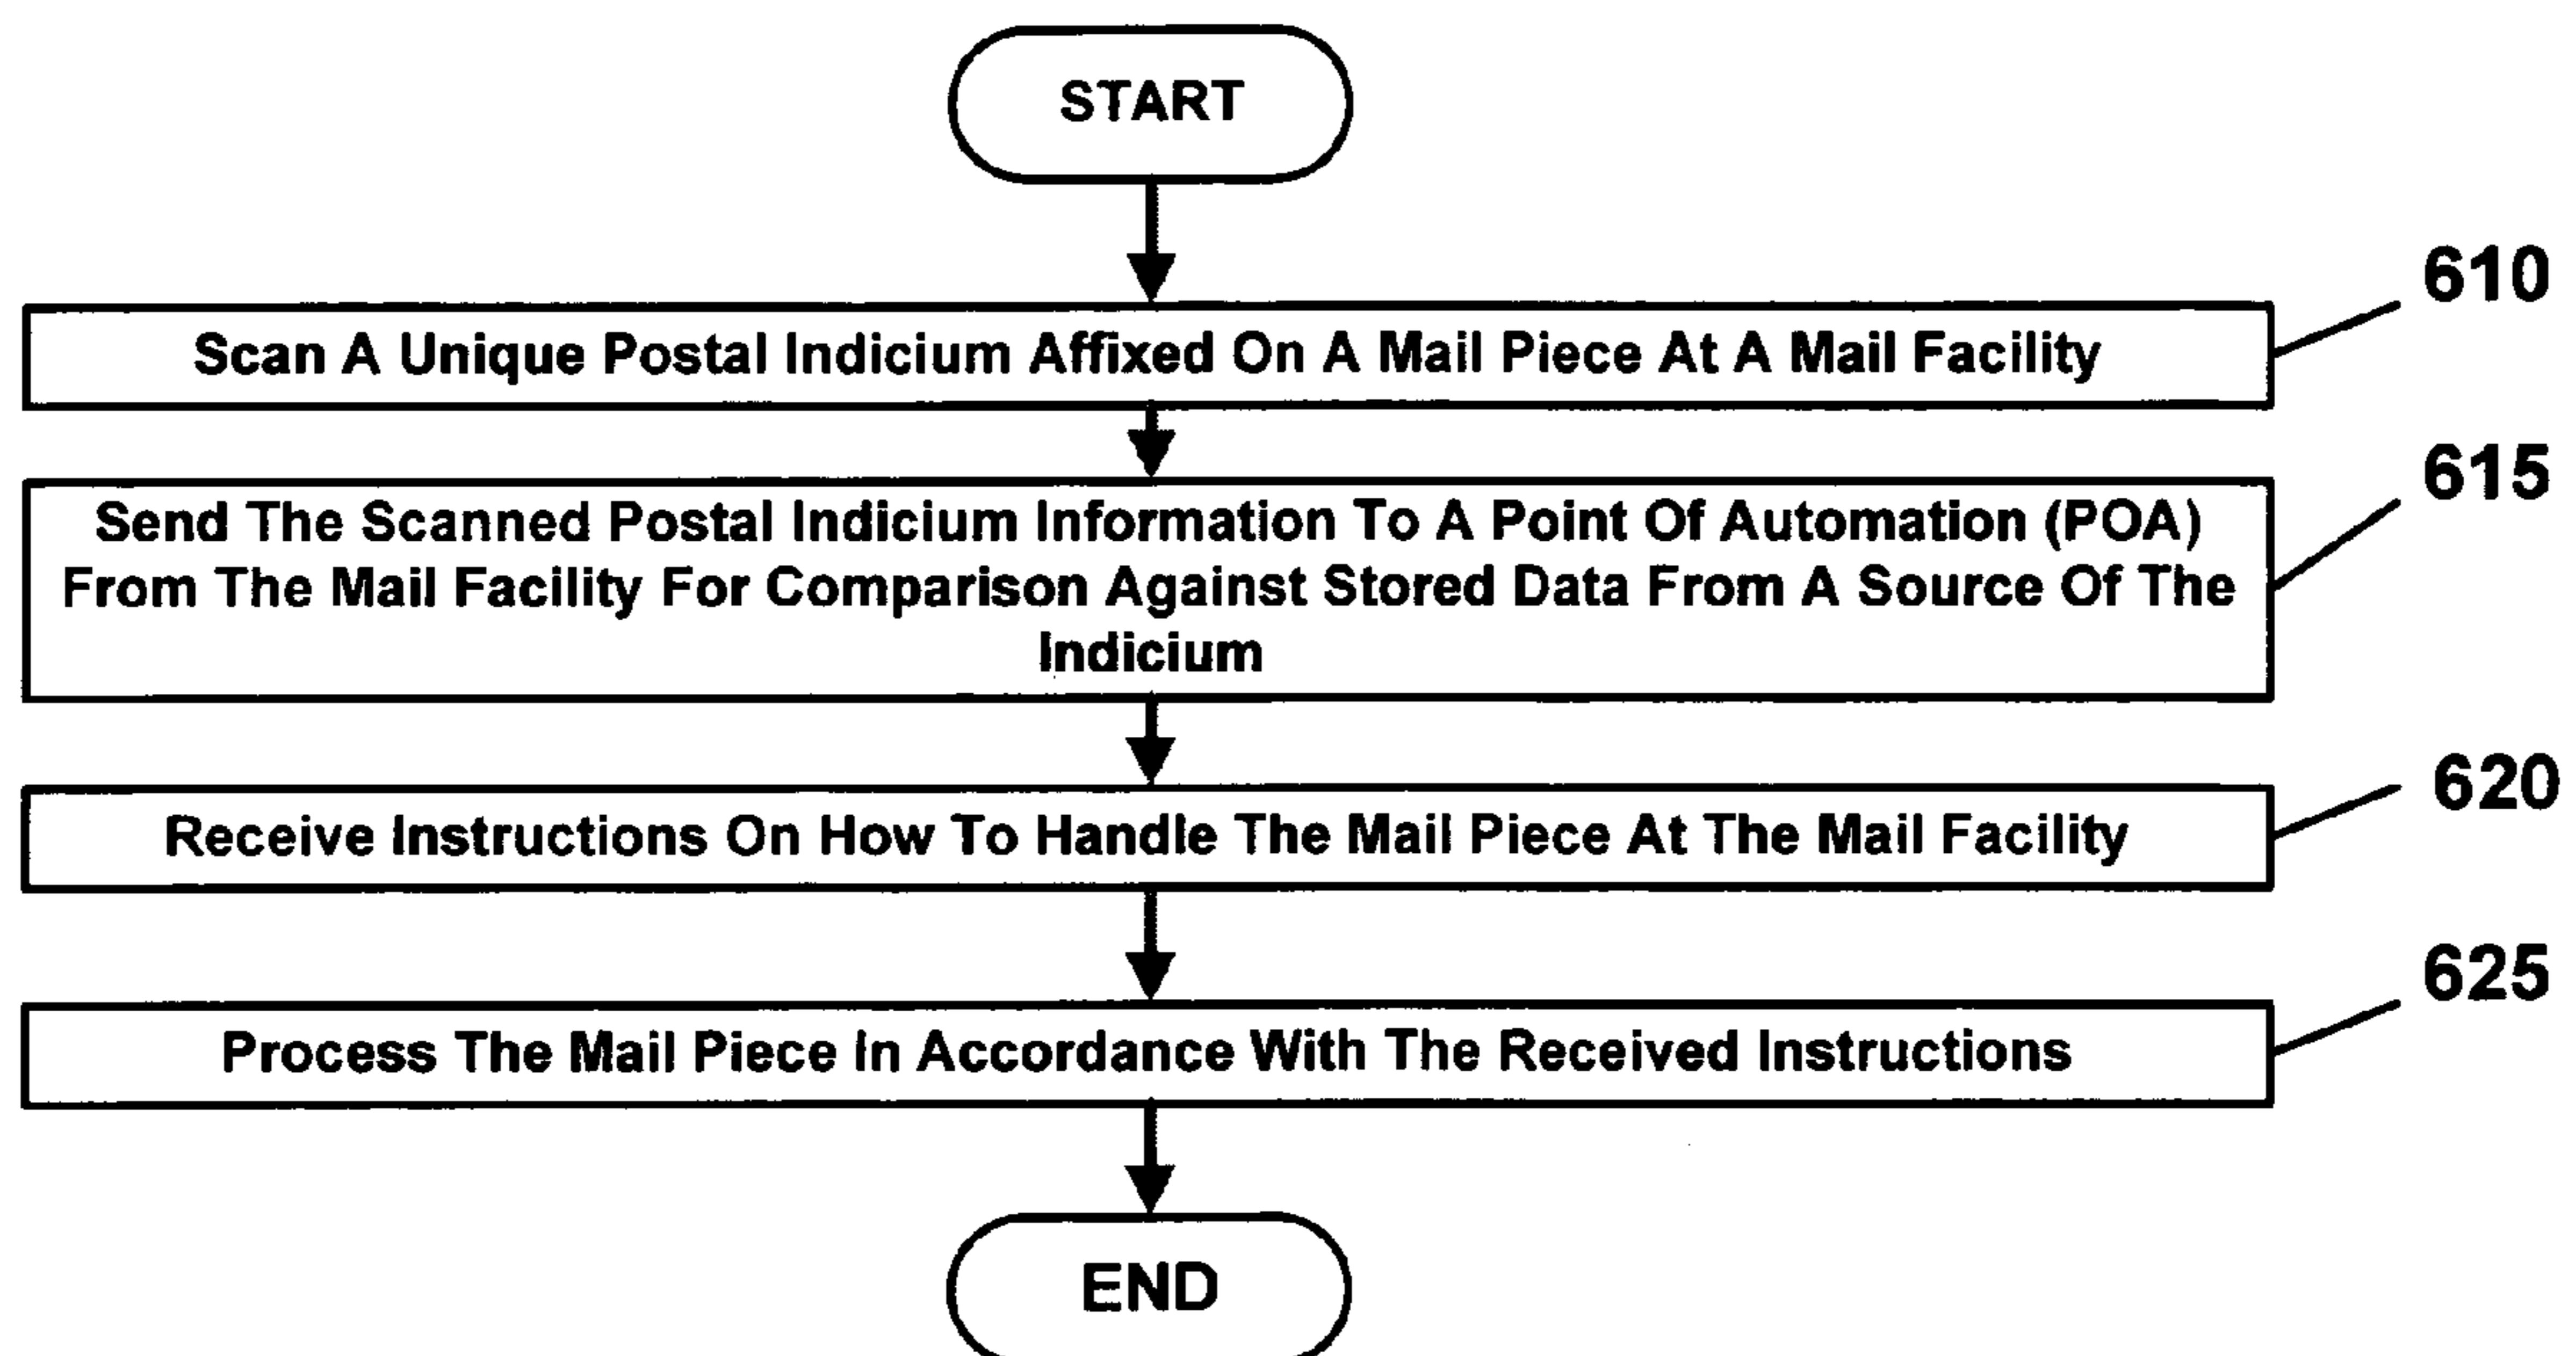 START
610
Scan A Unique Postal Indicium Affixed On A Mail Piece At A Mail Facility
615
Send The Scanned Postal Indicium Information To A Point Of Automation (POA)
From The Mail Facility For Comparison Against Stored Data From A Source Of The
Indicium
620
Receive Instructions On How To Handle The Mail Piece At The Mail Facility
625
Process The Mail Piece In Accordance With The Received Instructions
END